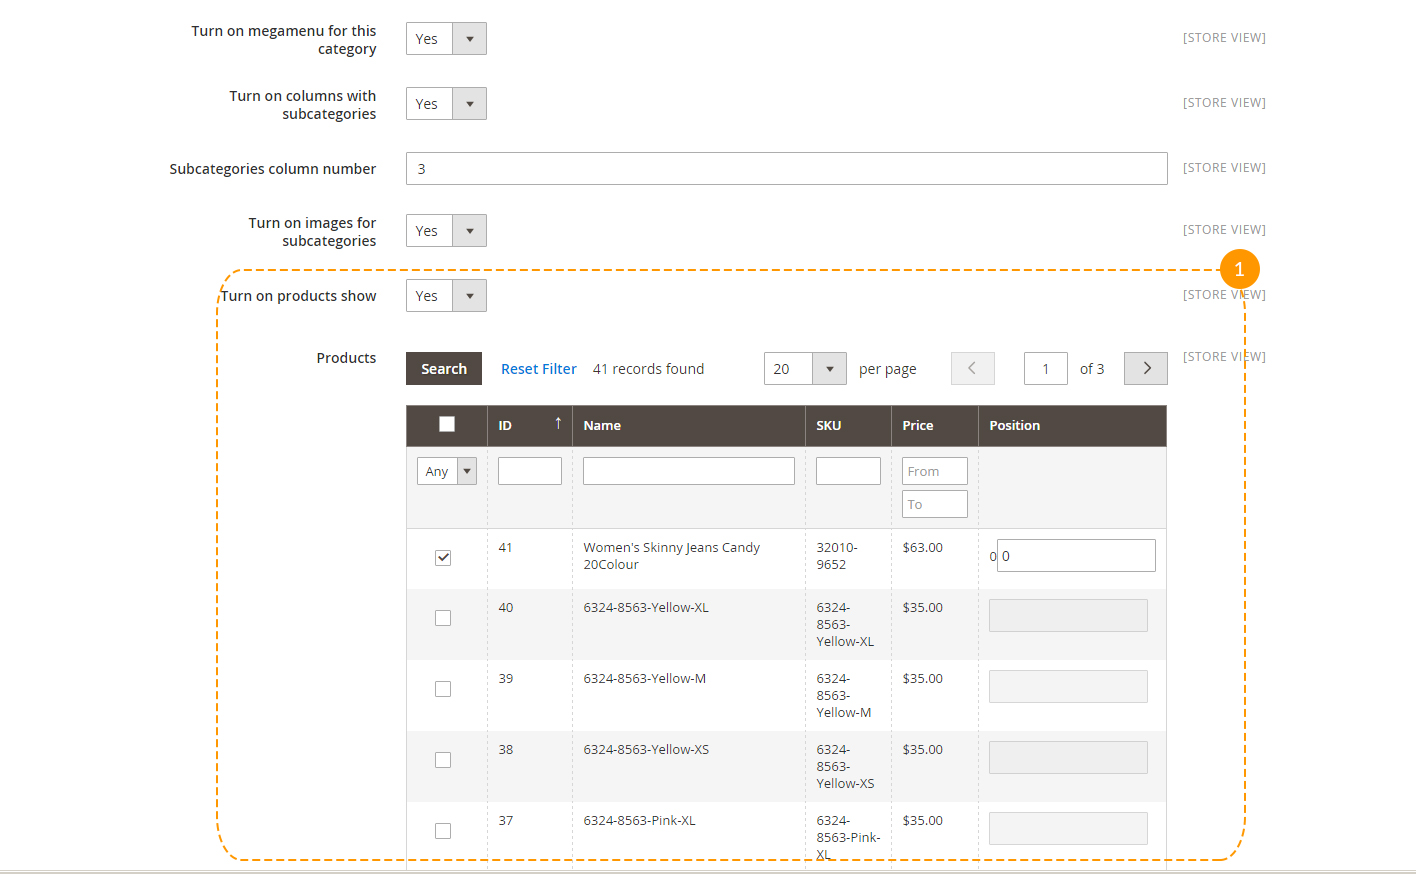 Turn on megamenu for this
category
Yes
[STORE VIEW]
Turn on columns with
subcategories
Yes
[STORE VIEW]
Subcategories column number
3
[STORE VIEW]
Turn on images for
subcategories
Yes
[STORE VIEW]
1
Turn on products show
Yes
[STORE VIEW]
Products
Search Reset Filter 41 records found 20 per page 1 of 3
[STORE VIEW]
ID ↑ Name SKU Price Position
Any From
To
41 Women's Skinny Jeans Candy 32010- $63.00 0 0
20Colour 9652
40 6324-8563-Yellow-XL 6324- $35.00
8563-
Yellow-XL
39 6324-8563-Yellow-M 6324- $35.00
8563-
Yellow-M
38 6324-8563-Yellow-XS 6324- $35.00
8563-
Yellow-XS
37 6324-8563-Pink-XL 6324- $35.00
8563-Pink-
XL